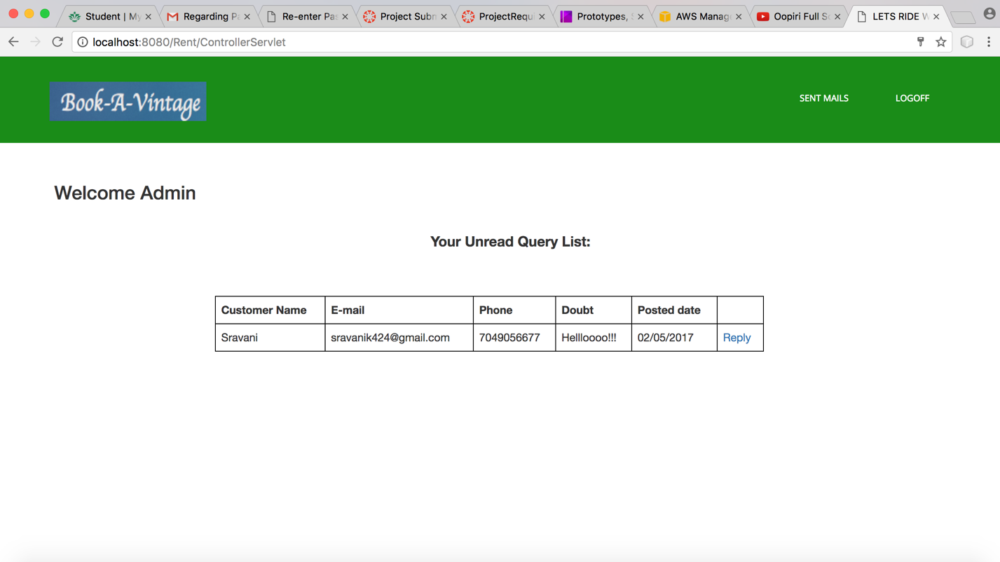 Student | My
Regarding Pa
Re-enter Pas
Project Subm
ProjectRequi
Prototypes, S
AWS Manag
Oopiri Full So
LETS RIDE W
localhost:8080/Rent/ControllerServlet
Book-A-Vintage
SENT MAILS
LOGOFF
Welcome Admin
Your Unread Query List:
Customer Name E-mail Phone Doubt Posted date
Sravani sravanik424@gmail.com 7049056677 Hellloooo!!! 02/05/2017 Reply